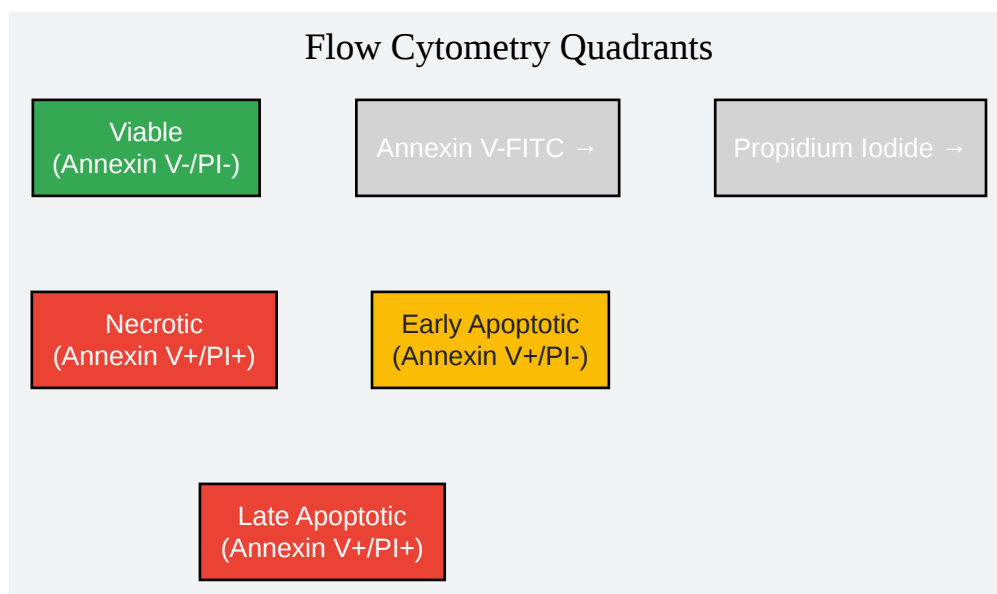 Flow Cytometry Quadrants
Viable
(Annexin V-/PI-)
Annexin V-FITC →
Propidium Iodide →
Necrotic
(Annexin V+/PI+)
Early Apoptotic
(Annexin V+/PI-)
Late Apoptotic
(Annexin V+/PI+)